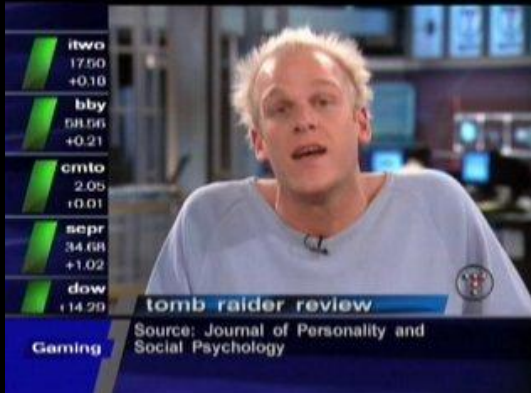 itwo
17.50
+0.10
bby
58.56
+0.21
cmto
2.05
+0.01
sepr
34.68
+1.02
dow
+14.29
tomb raider review
Gaming
Source: Journal of Personality and
Social Psychology